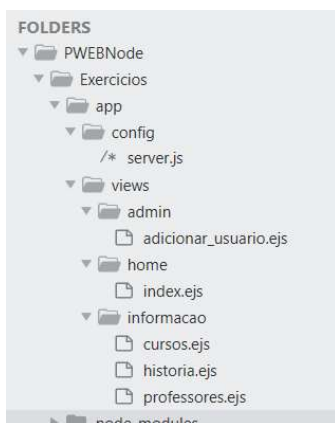 FOLDERS
PWEBNode
Exercicios
app
config
/* server.js
views
admin
adicionar_usuario.ejs
home
index.ejs
informacao
cursos.ejs
historia.ejs
professores.ejs
node_modules